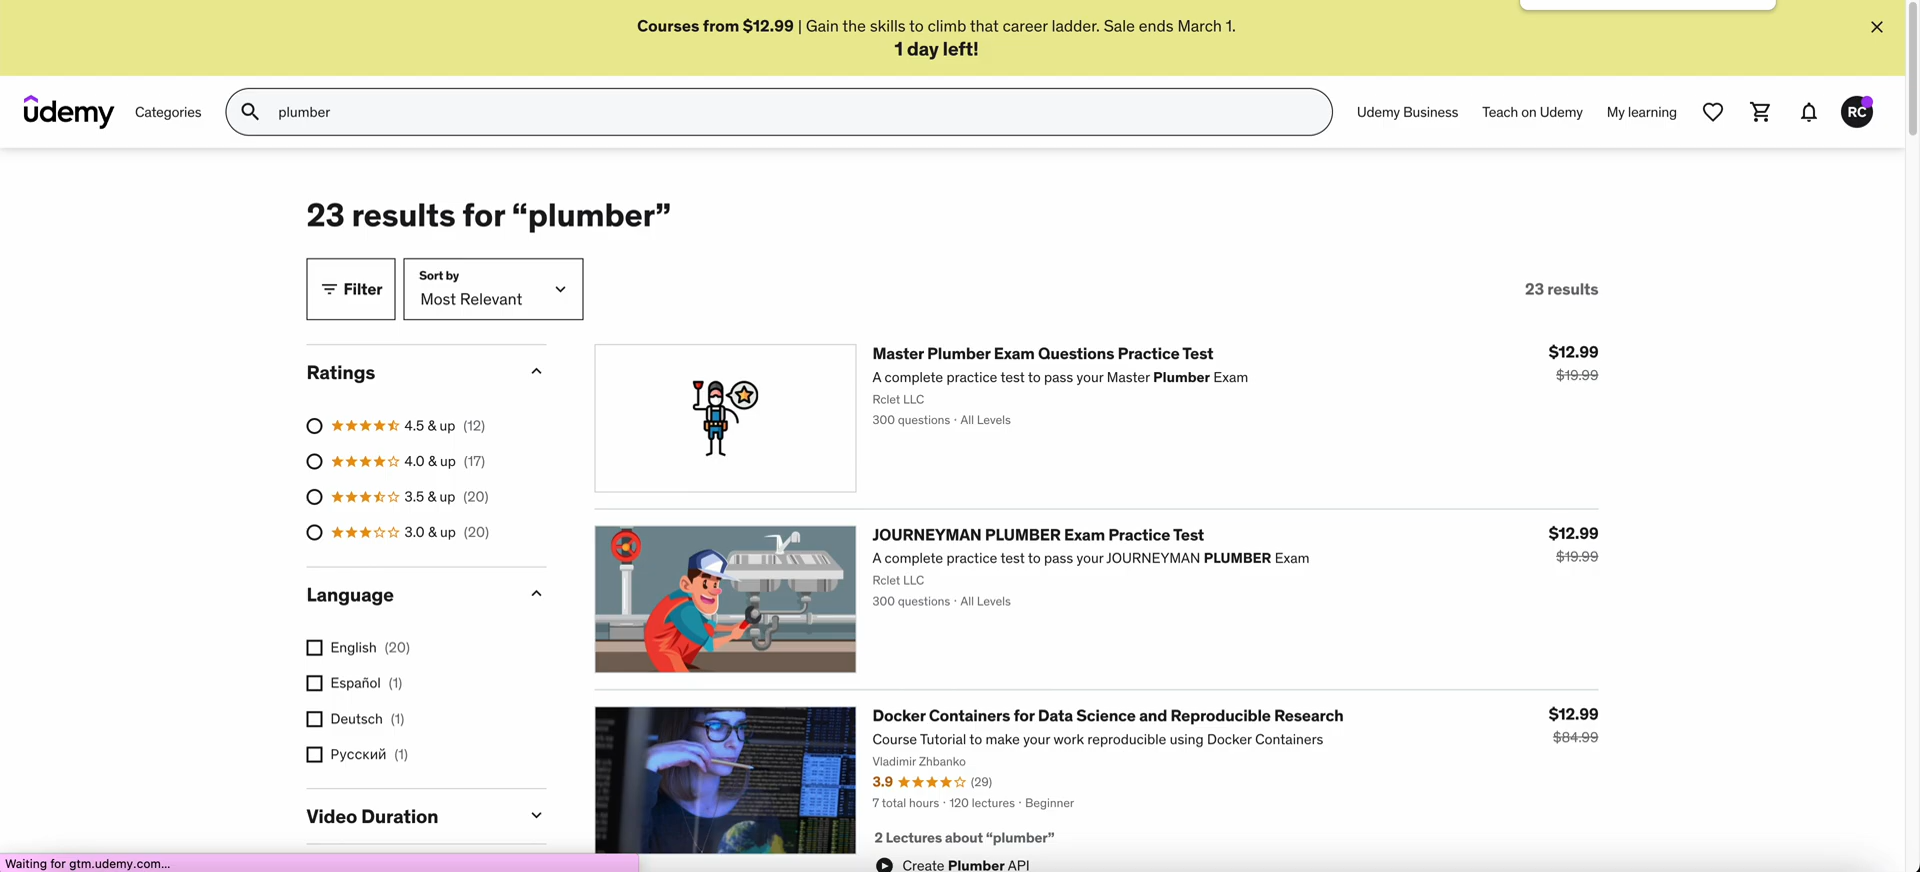 Courses from $12.99 | Gain the skills to climb that career ladder. Sale ends March 1.
1 day left!
udemy
Categories
plumber
Udemy Business
Teach on Udemy
My learning
RC
23 results for “plumber”
Filter
Sort by
Most Relevant
23 results
Ratings
4.5 & up (12)
4.0 & up (17)
3.5 & up (20)
3.0 & up (20)
Language
English (20)
Español (1)
Deutsch (1)
Русский (1)
Video Duration
Master Plumber Exam Questions Practice Test
A complete practice test to pass your Master Plumber Exam
Rclet LLC
300 questions · All Levels
$12.99
$19.99
JOURNEYMAN PLUMBER Exam Practice Test
A complete practice test to pass your JOURNEYMAN PLUMBER Exam
Rclet LLC
300 questions · All Levels
$12.99
$19.99
Docker Containers for Data Science and Reproducible Research
Course Tutorial to make your work reproducible using Docker Containers
Vladimir Zhbanko
3.9 (29)
7 total hours · 120 lectures · Beginner
$12.99
$84.99
2 Lectures about “plumber”
Create Plumber API
Waiting for gtm.udemy.com...